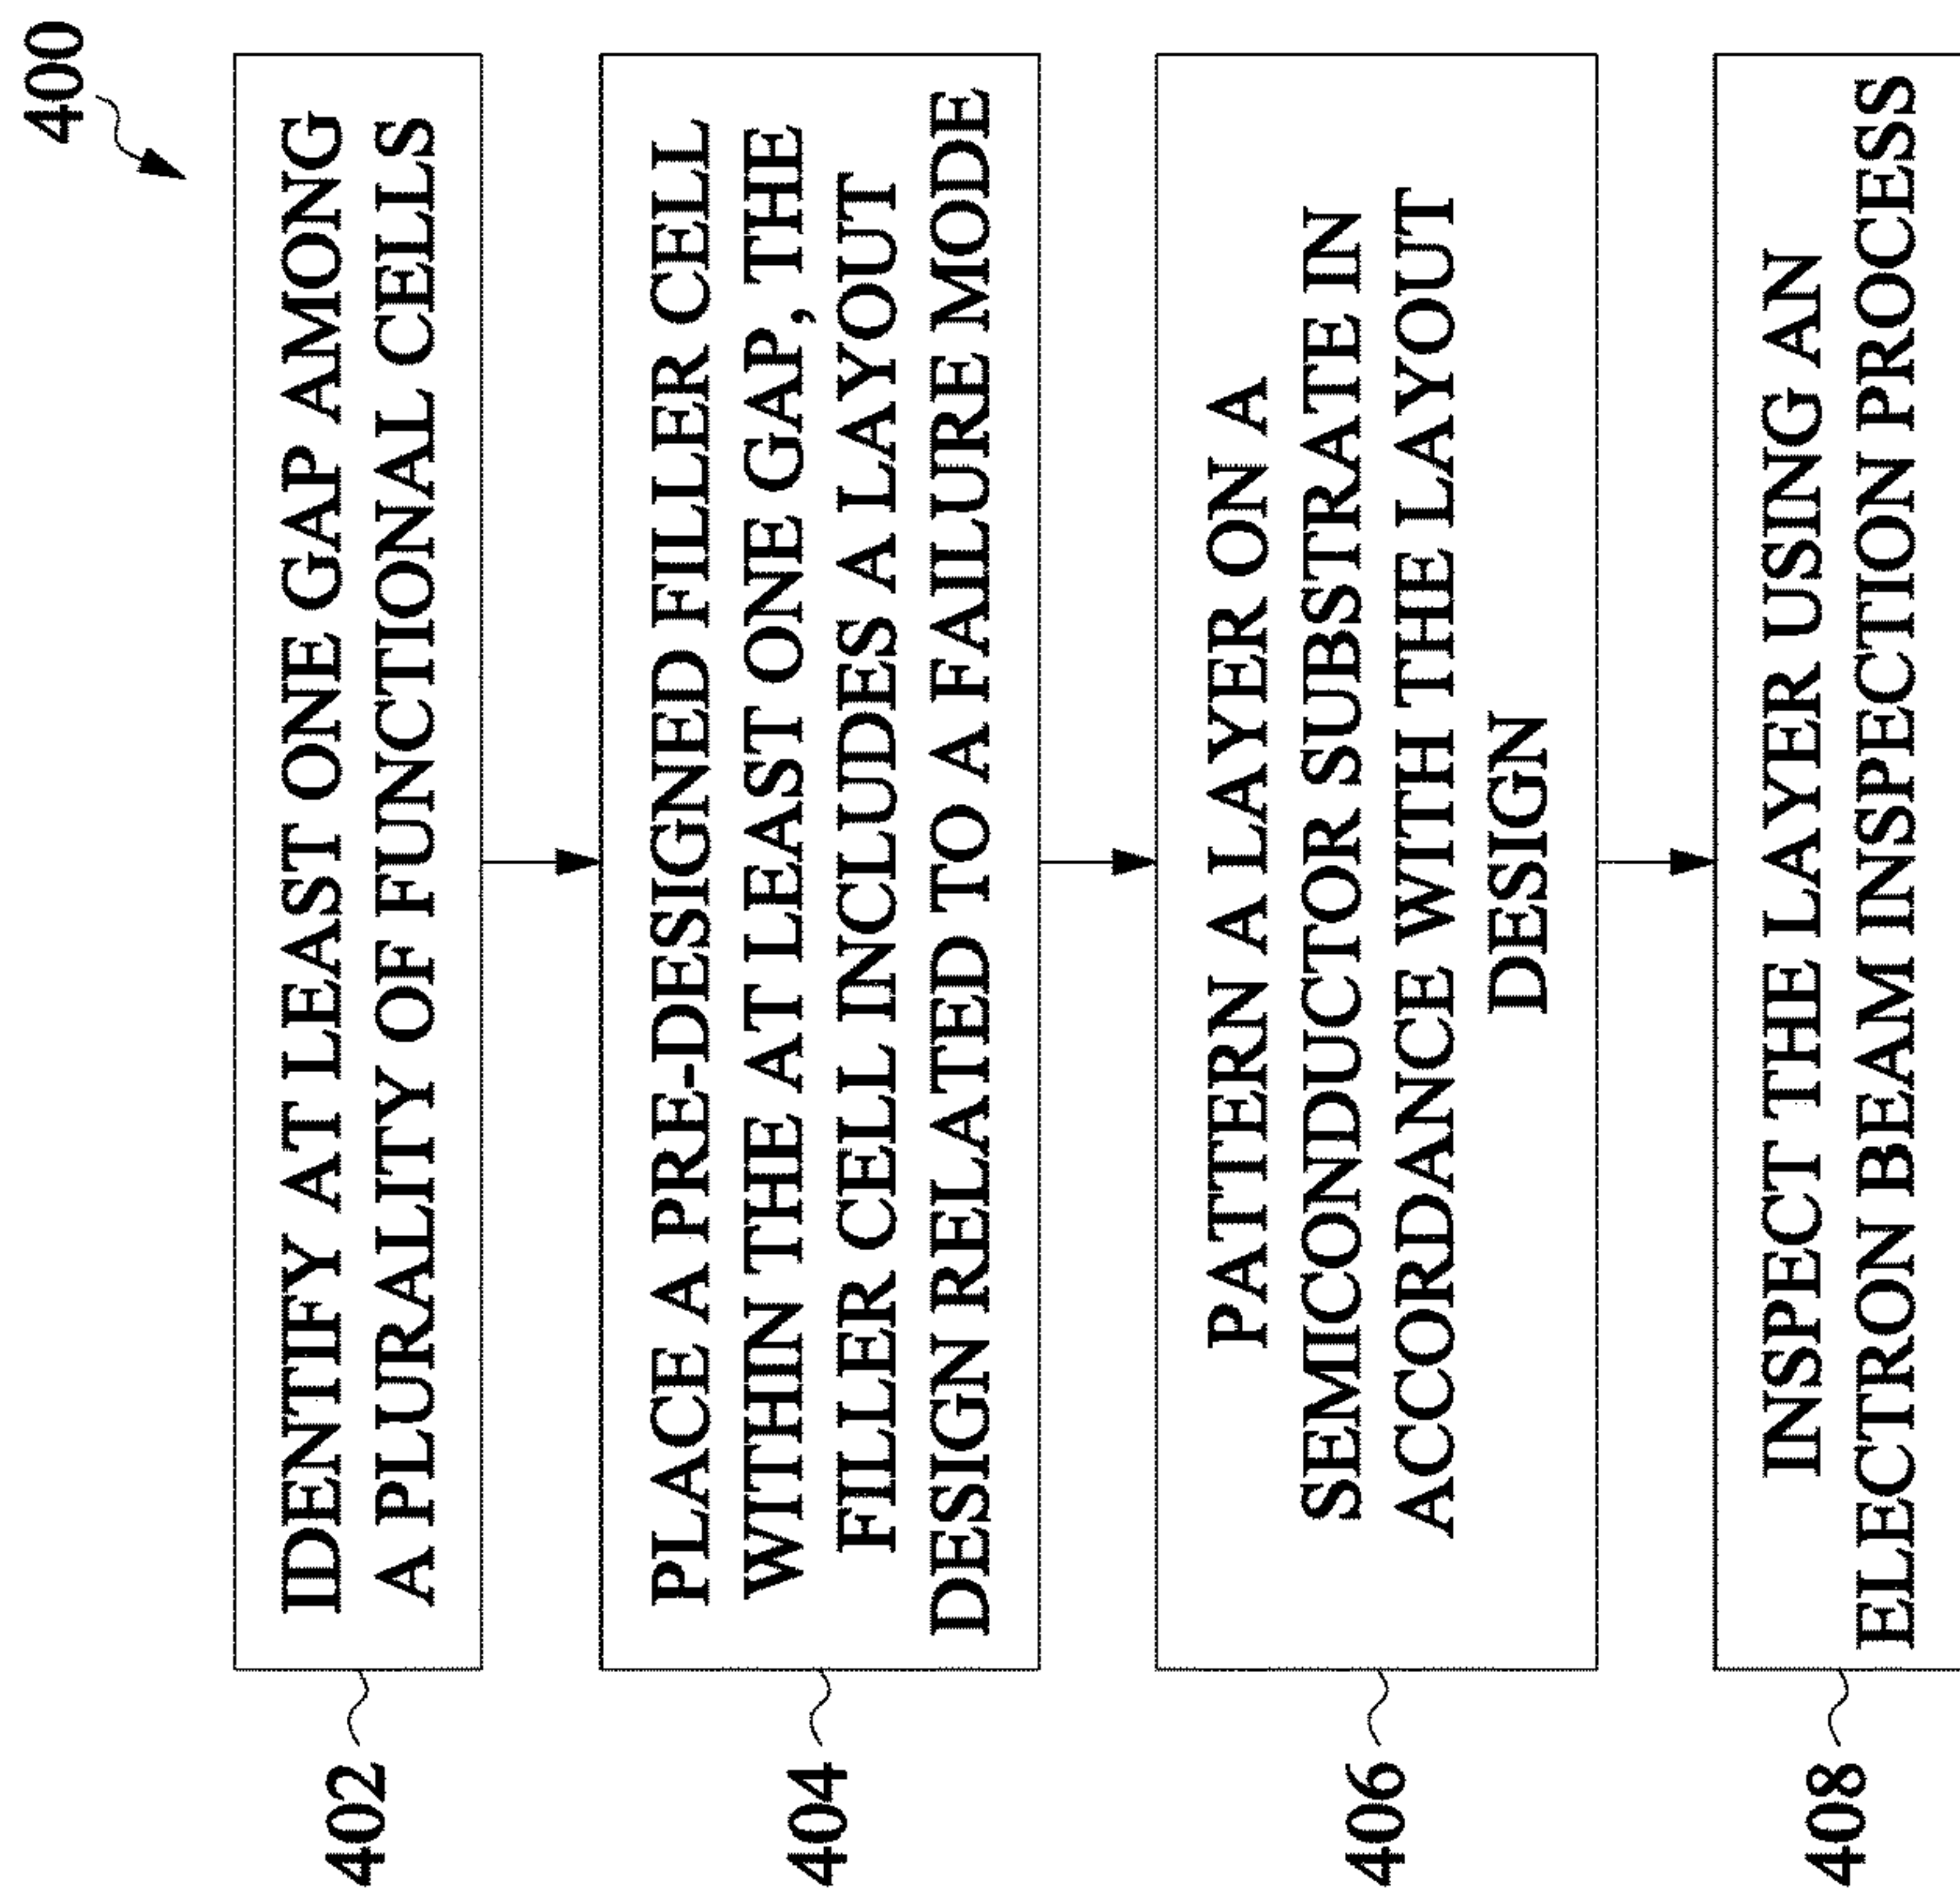 400
402
IDENTIFY AT LEAST ONE GAP AMONG
A PLURALITY OF FUNCTIONAL CELLS
404
PLACE A PRE-DESIGNED FILLER CELL
WITHIN THE AT LEAST ONE GAP, THE
FILLER CELL INCLUDES A LAYOUT
DESIGN RELATED TO A FAILURE MODE
406
PATTERN A LAYER ON A
SEMICONDUCTOR SUBSTRATE IN
ACCORDANCE WITH THE LAYOUT
DESIGN
408
INSPECT THE LAYER USING AN
ELECTRON BEAM INSPECTION PROCESS